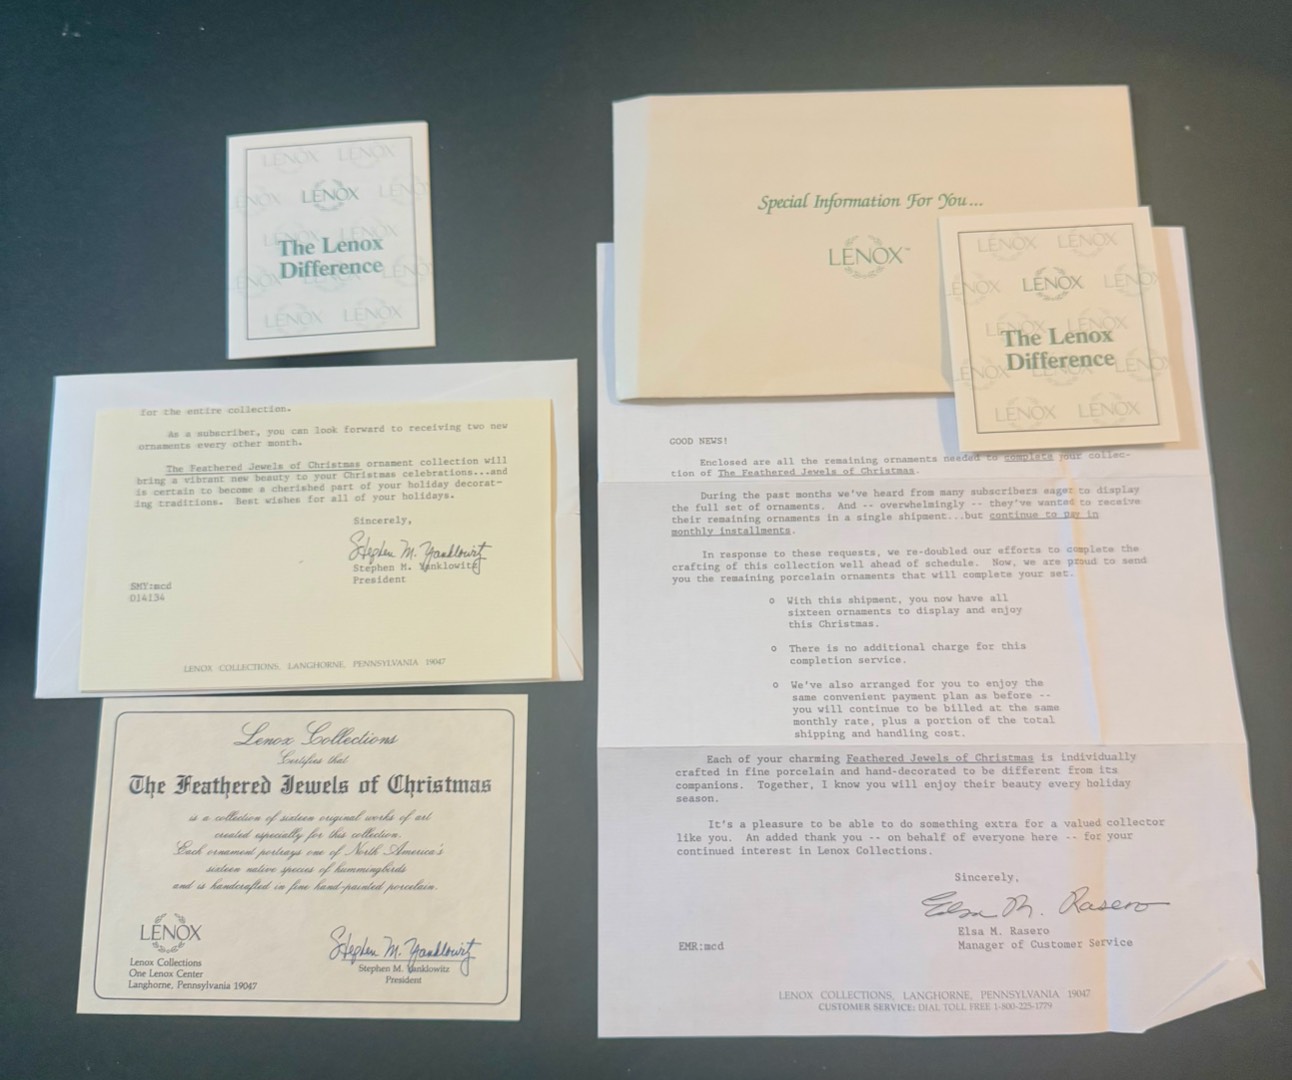 LENOX LENOX
LENOX LENOX LENOX
LENOX LENOX
The Lenox
Difference
LENOX LENOX LENOX
LENOX LENOX
for the entire collection.
As a subscriber, you can look forward to receiving two new
ornaments every other month.
The Feathered Jewels of Christmas ornament collection will
bring a vibrant new beauty to your Christmas celebrations...and
is certain to become a cherished part of your holiday decorat-
ing traditions. Best wishes for all of your holidays.
Sincerely,
Stephen M. Yanklowitz
Stephen M. Yanklowitz
President
SMY:mcd
D14134
LENOX COLLECTIONS, LANGHORNE, PENNSYLVANIA 19047
Lenox Collections
Certifies that
The Feathered Jewels of Christmas
is a collection of sixteen original works of art
created especially for this collection.
Each ornament portrays one of North America's
sixteen native species of hummingbirds
and is handcrafted in fine hand-painted porcelain.
LENOX
Lenox Collections
One Lenox Center
Langhorne, Pennsylvania 19047
Stephen M. Yanklowitz
Stephen M. Yanklowitz
President
Special Information For You...
LENOX™
LENOX LENOX
LENOX LENOX LENOX
LENOX LENOX
The Lenox
Difference
LENOX LENOX LENOX
LENOX LENOX
GOOD NEWS!
Enclosed are all the remaining ornaments needed to complete your collec-
tion of The Feathered Jewels of Christmas.
During the past months we've heard from many subscribers eager to display
the full set of ornaments. And -- overwhelmingly -- they've wanted to receive
their remaining ornaments in a single shipment...but continue to pay in
monthly installments.
In response to these requests, we re-doubled our efforts to complete the
crafting of this collection well ahead of schedule. Now, we are proud to send
you the remaining porcelain ornaments that will complete your set.
o With this shipment, you now have all
sixteen ornaments to display and enjoy
this Christmas.
o There is no additional charge for this
completion service.
o We've also arranged for you to enjoy the
same convenient payment plan as before --
you will continue to be billed at the same
monthly rate, plus a portion of the total
shipping and handling cost.
Each of your charming Feathered Jewels of Christmas is individually
crafted in fine porcelain and hand-decorated to be different from its
companions. Together, I know you will enjoy their beauty every holiday
season.
It's a pleasure to be able to do something extra for a valued collector
like you. An added thank you -- on behalf of everyone here -- for your
continued interest in Lenox Collections.
Sincerely,
Elsa M. Rasero
Elsa M. Rasero
Manager of Customer Service
EMR:mcd
LENOX COLLECTIONS, LANGHORNE, PENNSYLVANIA 19047
CUSTOMER SERVICE: DIAL TOLL FREE 1-800-225-1779